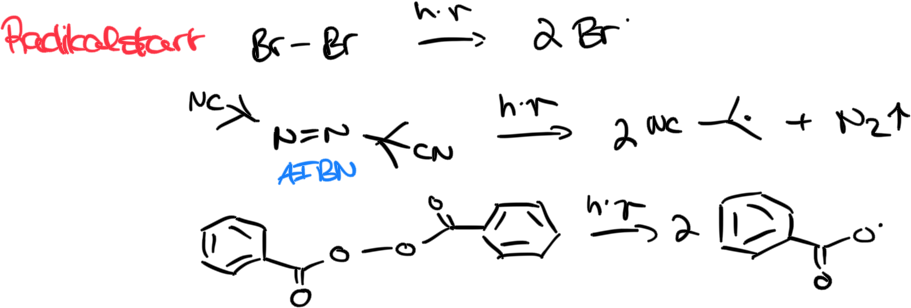 Radikalstart Br–Br h·ν 2 Br·
NC N=N CN h·ν 2 NC · + N₂↑
AIBN
O O O O h·ν 2 O O·